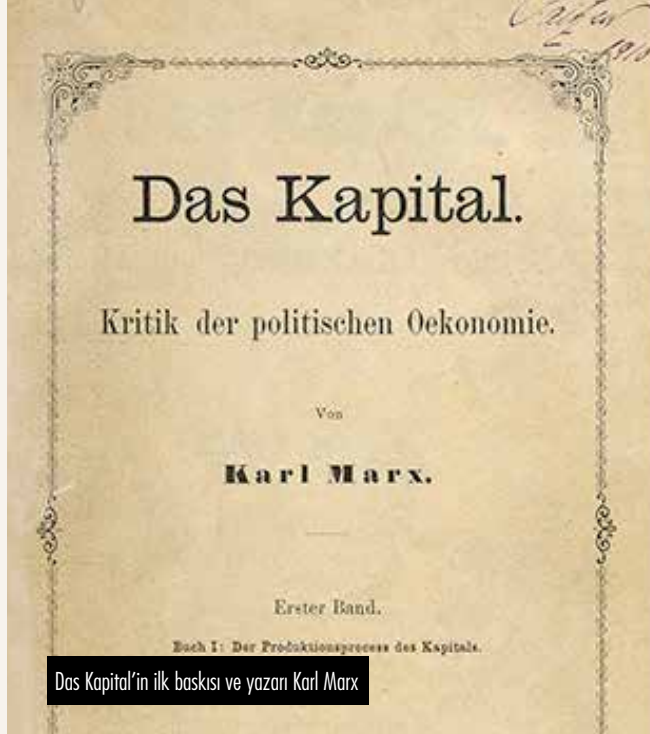 1918
Das Kapital.
Kritik der politischen Oekonomie.
Von
Karl Marx.
Erster Band.
Buch I: Der Produktionsprocess des Kapitals.
Das Kapital’in ilk baskısı ve yazarı Karl Marx